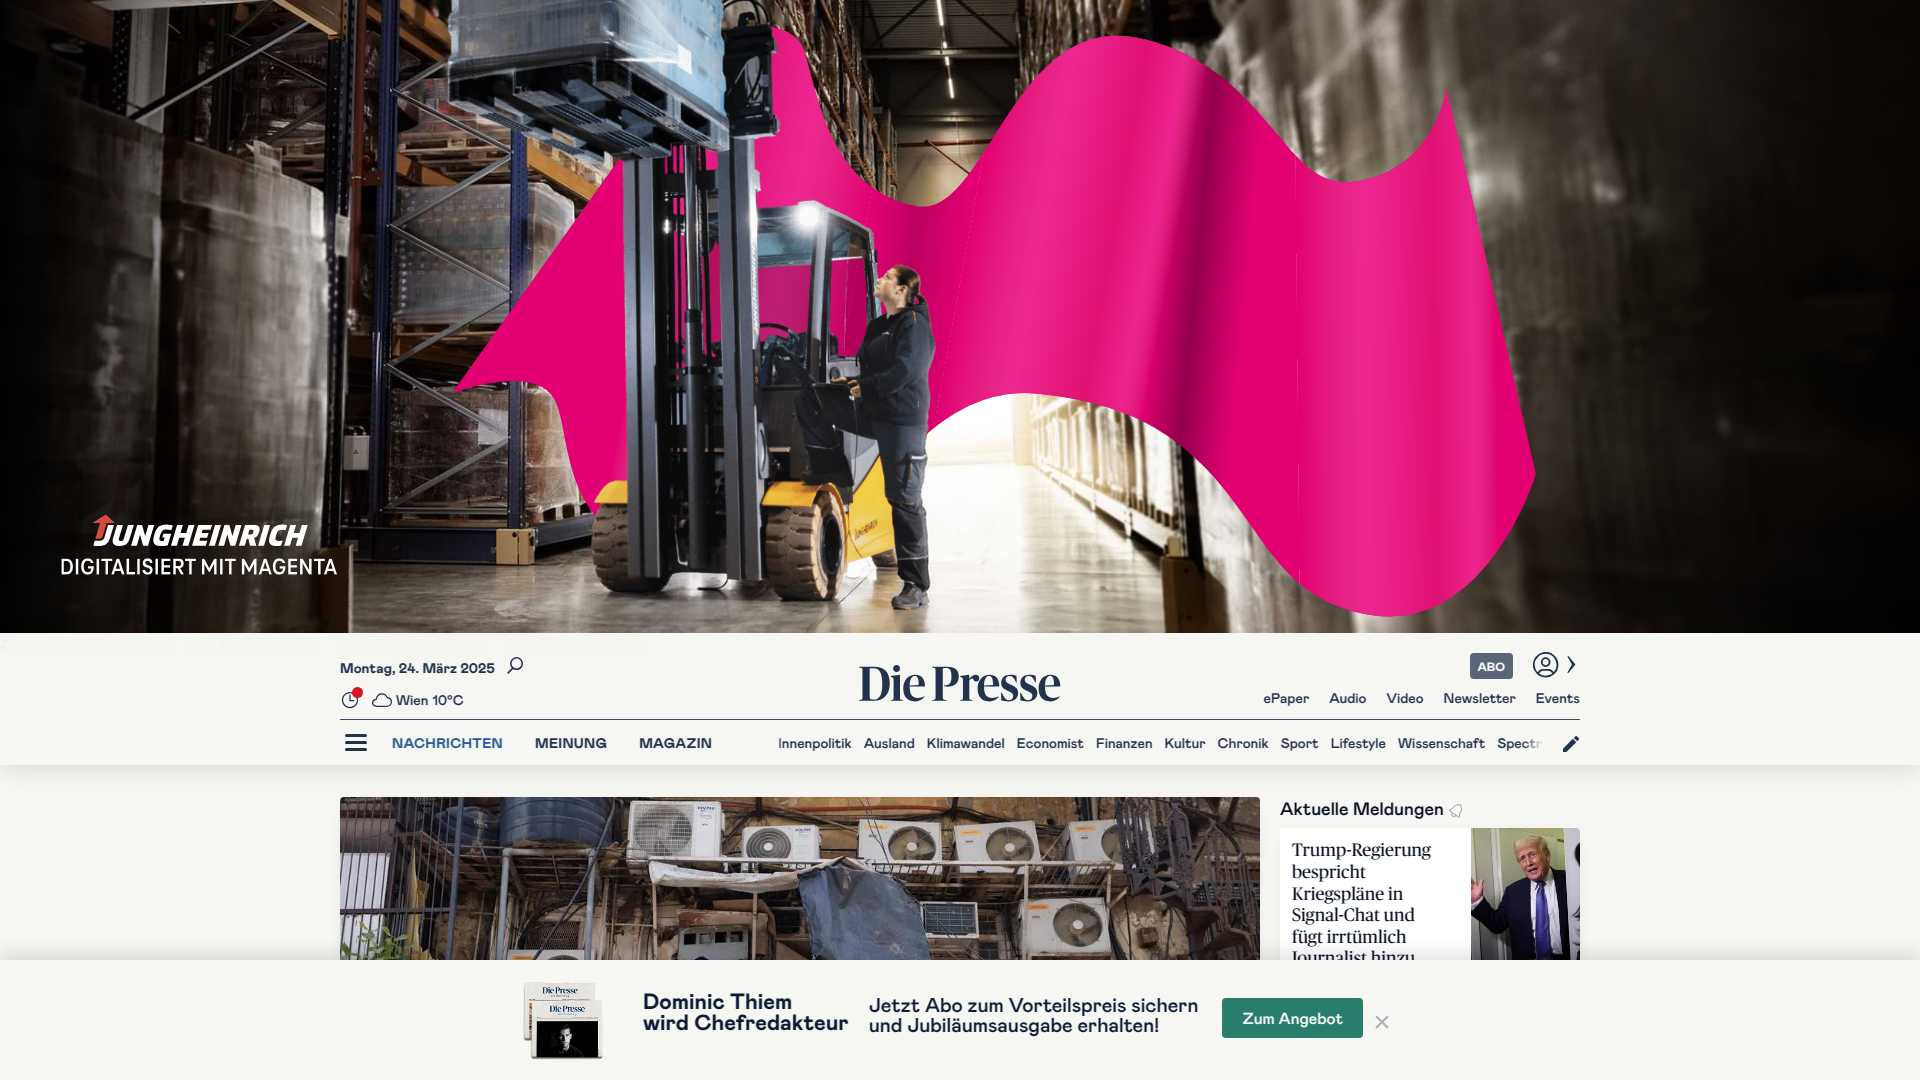 JUNGHEINRICH
DIGITALISIERT MIT MAGENTA
Montag, 24. März 2025
Wien 10°C
Die Presse
ABO
ePaper Audio Video Newsletter Events
NACHRICHTEN MEINUNG MAGAZIN
Innenpolitik Ausland Klimawandel Economist Finanzen Kultur Chronik Sport Lifestyle Wissenschaft Spectr
Aktuelle Meldungen
Trump-Regierung
bespricht
Kriegspläne in
Signal-Chat und
fügt irrtümlich
Journalist hinzu
Die Presse
Die Presse
Dominic Thiem
wird Chefredakteur
Jetzt Abo zum Vorteilspreis sichern
und Jubiläumsausgabe erhalten!
Zum Angebot